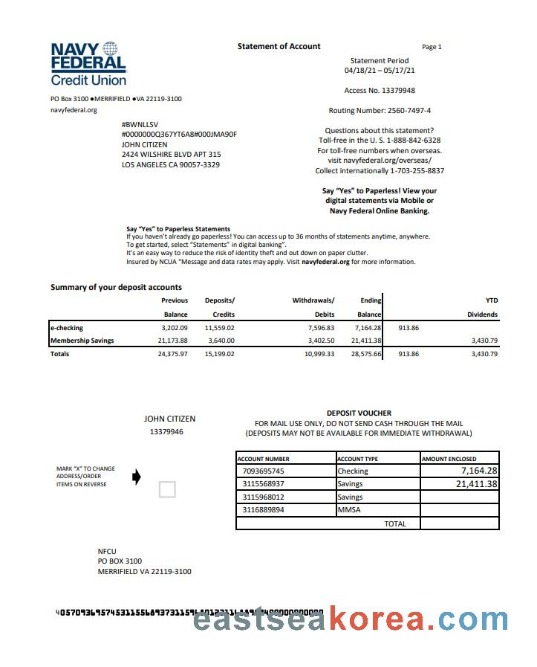 NAVY
FEDERAL
Credit Union
Statement of Account
Page 1
Statement Period
04/18/21 – 05/17/21
Access No. 13379948
PO Box 3100 ●MERRIFIELD ●VA 22119-3100
navyfederal.org
Routing Number: 2560-7497-4
#BWNLLSV
#0000000Q367YT6A8#000JMA90F
JOHN CITIZEN
2424 WILSHIRE BLVD APT 315
LOS ANGELES CA 90057-3329
Questions about this statement?
Toll-free in the U. S. 1-888-842-6328
For toll-free numbers when overseas.
visit navyfederal.org/overseas/
Collect internationally 1-703-255-8837
Say "Yes" to Paperless! View your
digital statements via Mobile or
Navy Federal Online Banking.
Say "Yes" to Paperless Statements
If you haven't already go paperless! You can access up to 36 months of statements anytime, anywhere.
To get started, select "Statements" in digital banking".
It's an easy way to reduce the risk of identity theft and out down on paper clutter.
Insured by NCUA "Message and data rates may apply. Visit navyfederal.org for more information.
Summary of your deposit accounts
Previous Deposits/ Withdrawals/ Ending YTD
Balance Credits Debits Balance Dividends
e-checking 3,202.09 11,559.02 7,596.83 7,164.28 913.86
Membership Savings 21,173.88 3,640.00 3,402.50 21,411.38 3,430.79
Totals 24,375.97 15,199.02 10,999.33 28,575.66 913.86 3,430.79
JOHN CITIZEN
13379946
DEPOSIT VOUCHER
FOR MAIL USE ONLY, DO NOT SEND CASH THROUGH THE MAIL
(DEPOSITS MAY NOT BE AVAILABLE FOR IMMEDIATE WITHDRAWAL)
MARK "X" TO CHANGE
ADDRESS/ORDER
ITEMS ON REVERSE
ACCOUNT NUMBER ACCOUNT TYPE AMOUNT ENCLOSED
7093695745 Checking 7,164.28
3115568937 Savings 21,411.38
3115968012 Savings
3116889894 MMSA
TOTAL
NFCU
PO BOX 3100
MERRIFIELD VA 22119-3100
eastseakorea.com